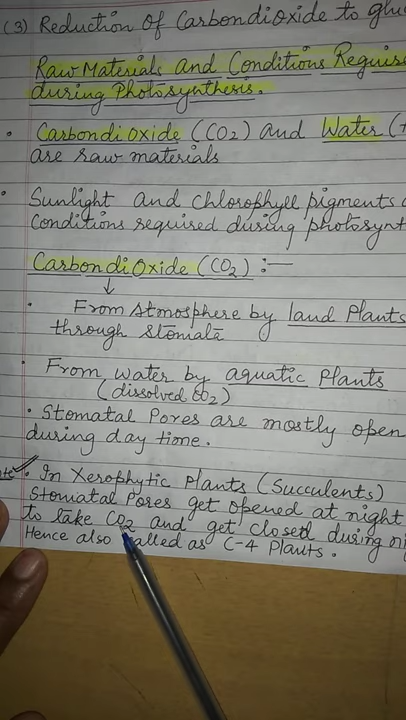 (3) Reduction Of Carbondioxide to glu
Raw Materials and Conditions Require
during Photosynthesis.
• Carbondioxide (CO2) and Water (
are raw materials
• Sunlight and Chlorophyll pigments
Conditions required during photosynt
Carbondioxide (CO2) :—
↓
• From Atmosphere by land Plants
through Stomata
• From Water by aquatic Plants
(dissolved CO2)
• Stomatal Pores are mostly open
during day time.
• In Xerophytic Plants (Succulents)
Stomatal Pores get opened at night
to take CO2 and get closed during
Hence also called as C-4 Plants.